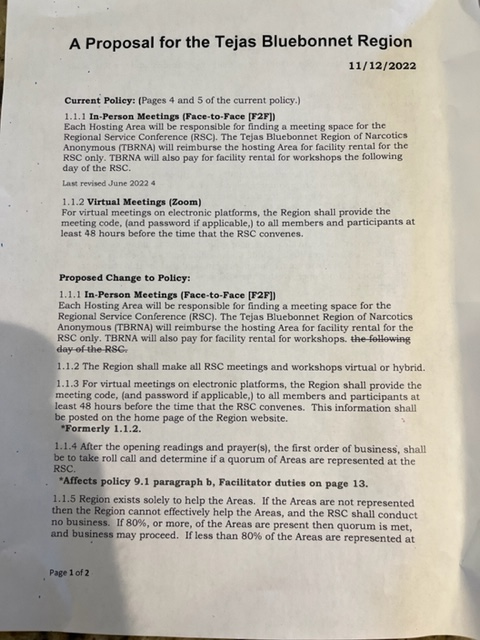 A Proposal for the Tejas Bluebonnet Region
11/12/2022
Current Policy: (Pages 4 and 5 of the current policy.)
1.1.1 In-Person Meetings (Face-to-Face [F2F])
Each Hosting Area will be responsible for finding a meeting space for the
Regional Service Conference (RSC). The Tejas Bluebonnet Region of Narcotics
Anonymous (TBRNA) will reimburse the hosting Area for facility rental for the
RSC only. TBRNA will also pay for facility rental for workshops the following
day of the RSC.
Last revised June 2022 4
1.1.2 Virtual Meetings (Zoom)
For virtual meetings on electronic platforms, the Region shall provide the
meeting code, (and password if applicable,) to all members and participants at
least 48 hours before the time that the RSC convenes.
Proposed Change to Policy:
1.1.1 In-Person Meetings (Face-to-Face [F2F])
Each Hosting Area will be responsible for finding a meeting space for the
Regional Service Conference (RSC). The Tejas Bluebonnet Region of Narcotics
Anonymous (TBRNA) will reimburse the hosting Area for facility rental for the
RSC only. TBRNA will also pay for facility rental for workshops. the following
day of the RSC.
1.1.2 The Region shall make all RSC meetings and workshops virtual or hybrid.
1.1.3 For virtual meetings on electronic platforms, the Region shall provide the
meeting code, (and password if applicable,) to all members and participants at
least 48 hours before the time that the RSC convenes. This information shall
be posted on the home page of the Region website.
*Formerly 1.1.2.
1.1.4 After the opening readings and prayer(s), the first order of business, shall
be to take roll call and determine if a quorum of Areas are represented at the
RSC.
*Affects policy 9.1 paragraph b, Facilitator duties on page 13.
1.1.5 Region exists solely to help the Areas. If the Areas are not represented
then the Region cannot effectively help the Areas, and the RSC shall conduct
no business. If 80%, or more, of the Areas are present then quorum is met,
and business may proceed. If less than 80% of the Areas are represented at
Page 1 of 2